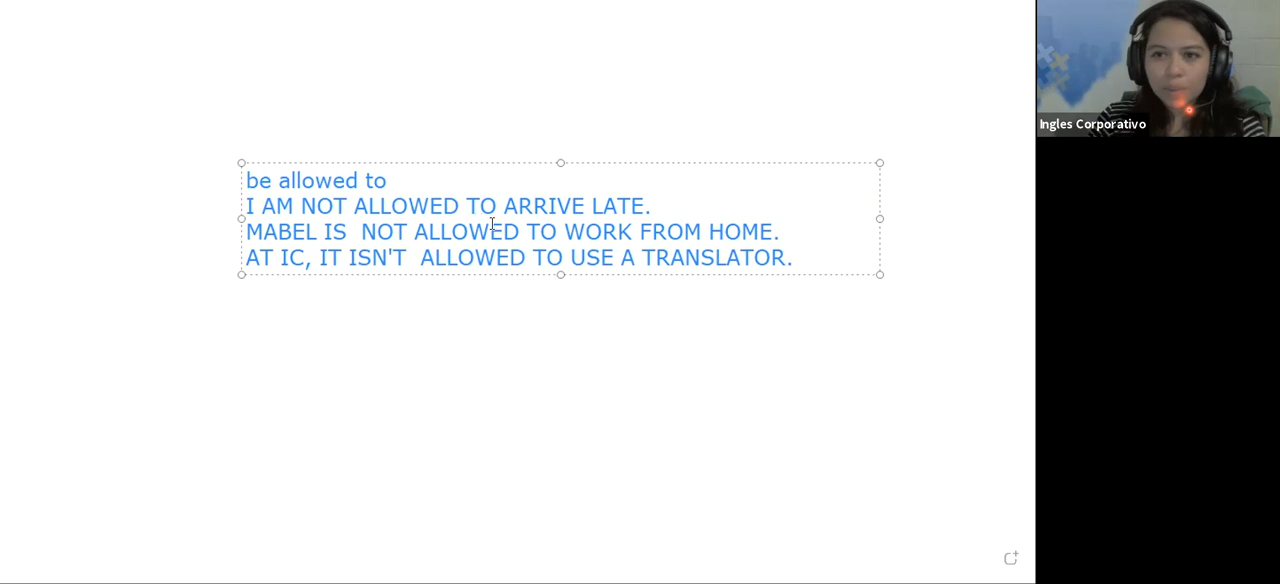 be allowed to
I AM NOT ALLOWED TO ARRIVE LATE.
MABEL IS  NOT ALLOWED TO WORK FROM HOME.
AT IC, IT ISN'T  ALLOWED TO USE A TRANSLATOR.
Ingles Corporativo